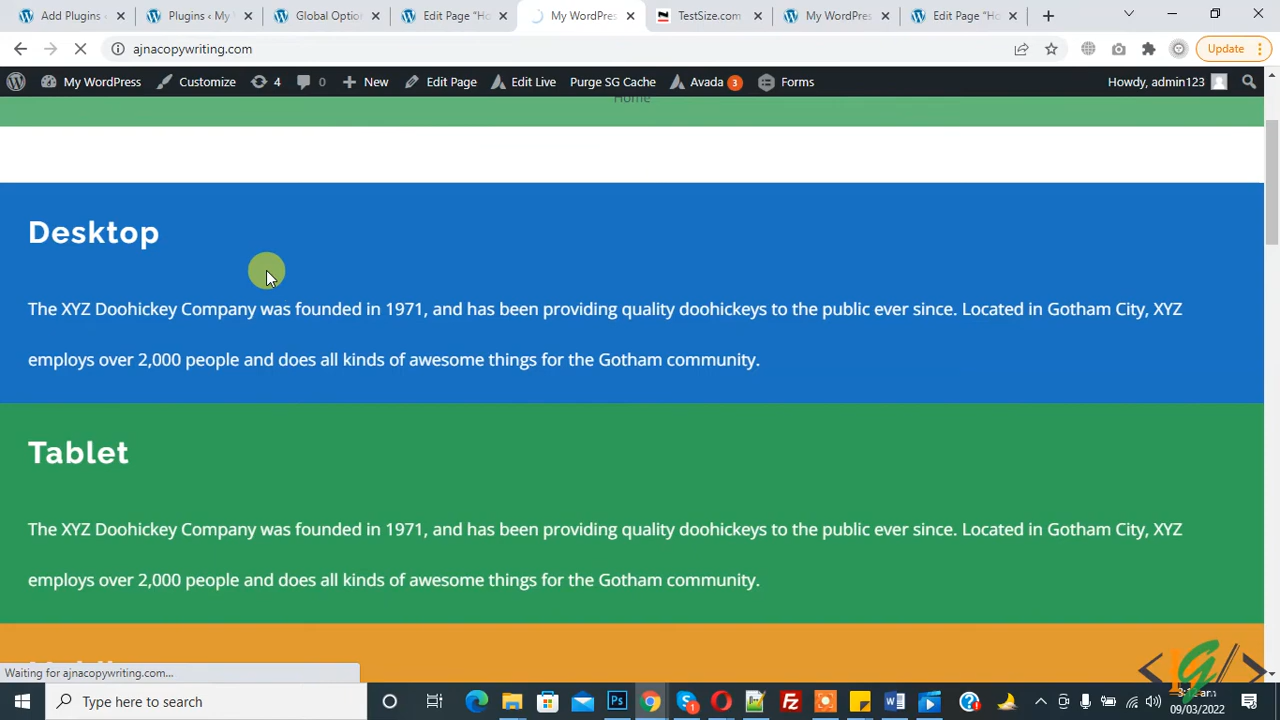 Add Plugins ‹
Plugins ‹ My W
Global Optio
Edit Page "Ho
My WordPres
TestSize.com
My WordPres
Edit Page "Ho
ajnacopywriting.com
Update
My WordPress
Customize
4
0
New
Edit Page
Edit Live
Purge SG Cache
Avada 3
Forms
Howdy, admin123
Home
Desktop
The XYZ Doohickey Company was founded in 1971, and has been providing quality doohickeys to the public ever since. Located in Gotham City, XYZ
employs over 2,000 people and does all kinds of awesome things for the Gotham community.
Tablet
The XYZ Doohickey Company was founded in 1971, and has been providing quality doohickeys to the public ever since. Located in Gotham City, XYZ
employs over 2,000 people and does all kinds of awesome things for the Gotham community.
Waiting for ajnacopywriting.com...
Type here to search
09/03/2022